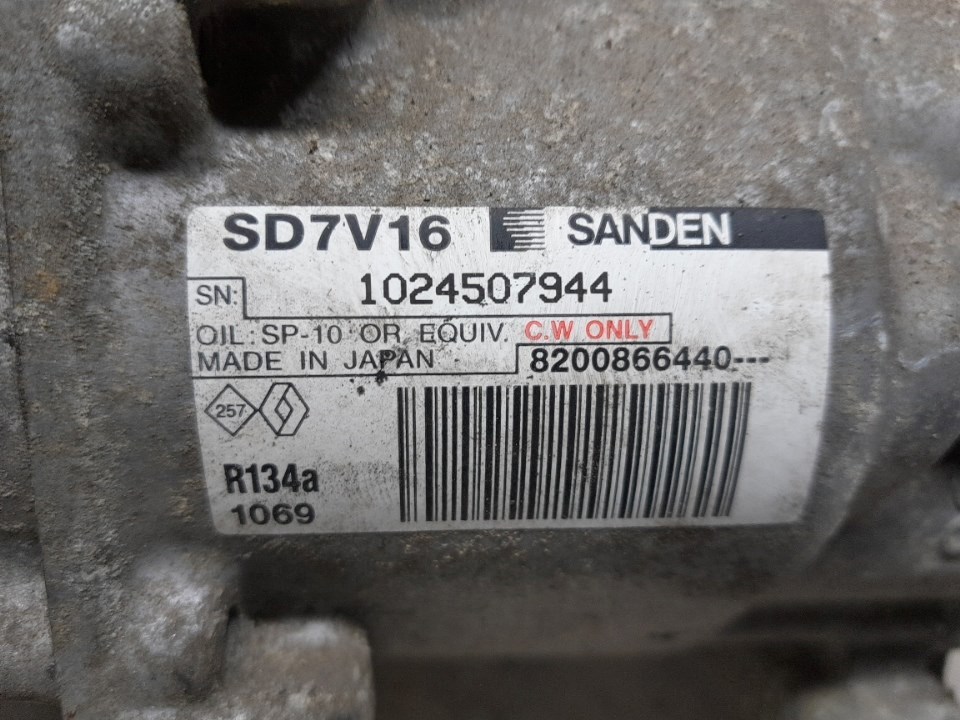 SD7V16 SANDEN
SN: 1024507944
OIL: SP-10 OR EQUIV. C.W ONLY
MADE IN JAPAN 8200866440---
257
R134a
1069